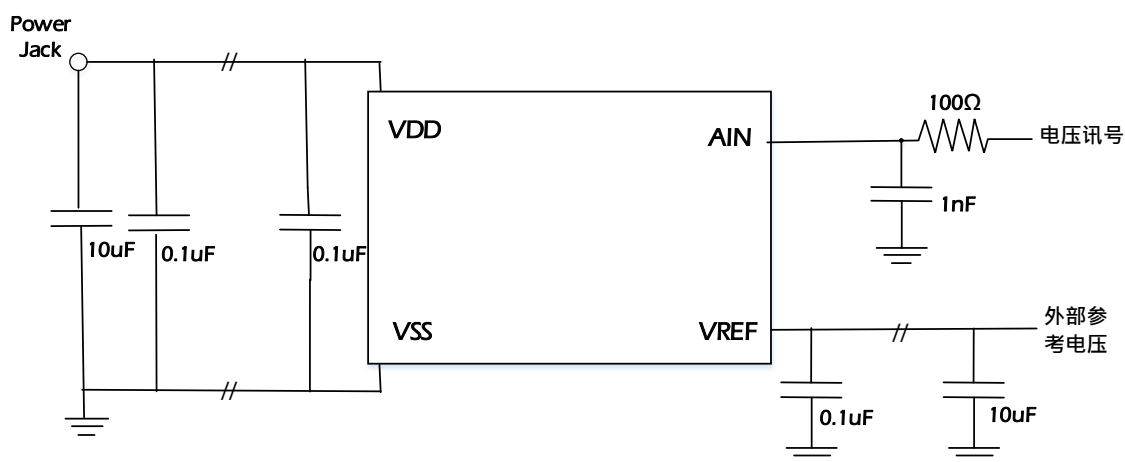 Power
Jack
VDD
AIN
100Ω
电压讯号
1nF
10uF
0.1uF
0.1uF
VSS
VREF
外部参
考电压
0.1uF
10uF